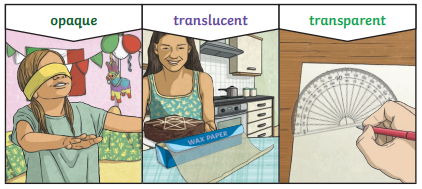 opaque
translucent
transparent
WAX PAPER